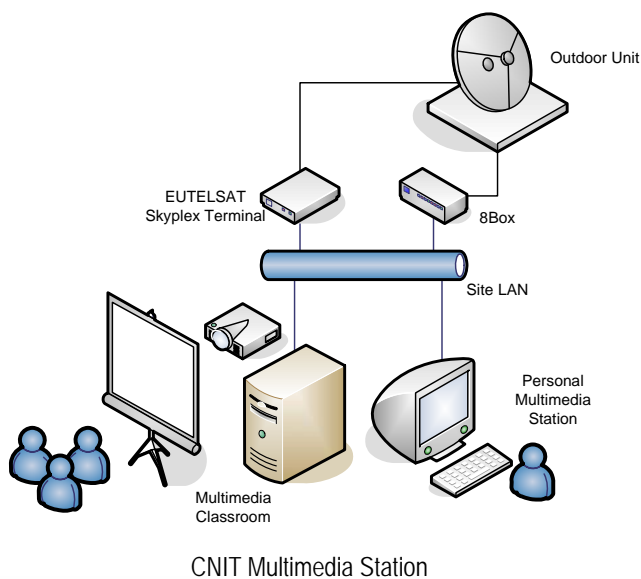 Outdoor Unit
EUTELSAT
Skyplex Terminal
8Box
Site LAN
Personal
Multimedia
Station
Multimedia
Classroom
CNIT Multimedia Station